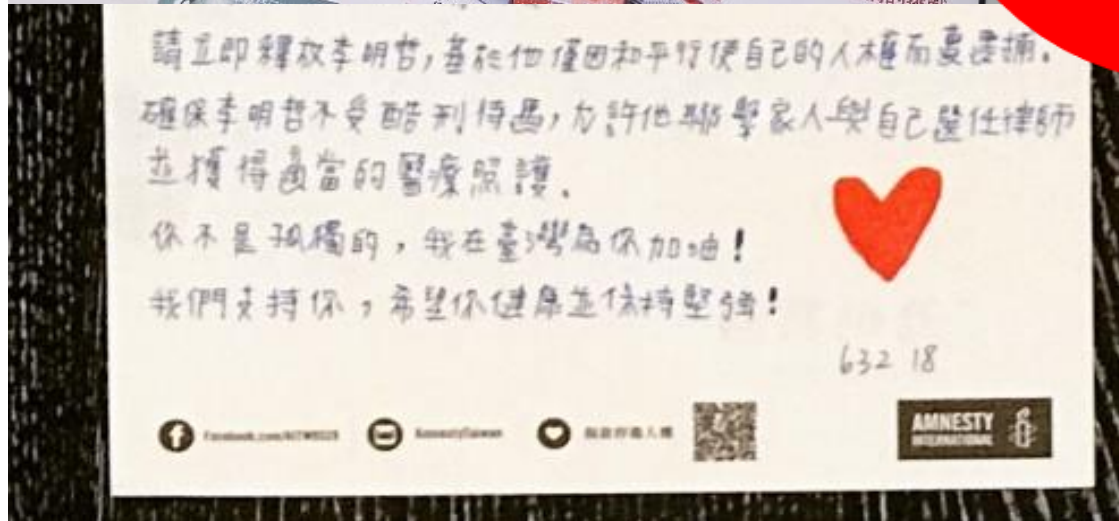 請立即釋放李明哲,基於他僅因和平行使自己的人權而遭逮捕。
確保李明哲不受酷刑待遇,允許他聯繫家人與自己選任律師
並獲得適當的醫療照護。
你不是孤獨的,我在臺灣為你加油!
我們支持你,希望你健康並保持堅強!
632 18
AmnestyTaiwan
AMNESTY
INTERNATIONAL